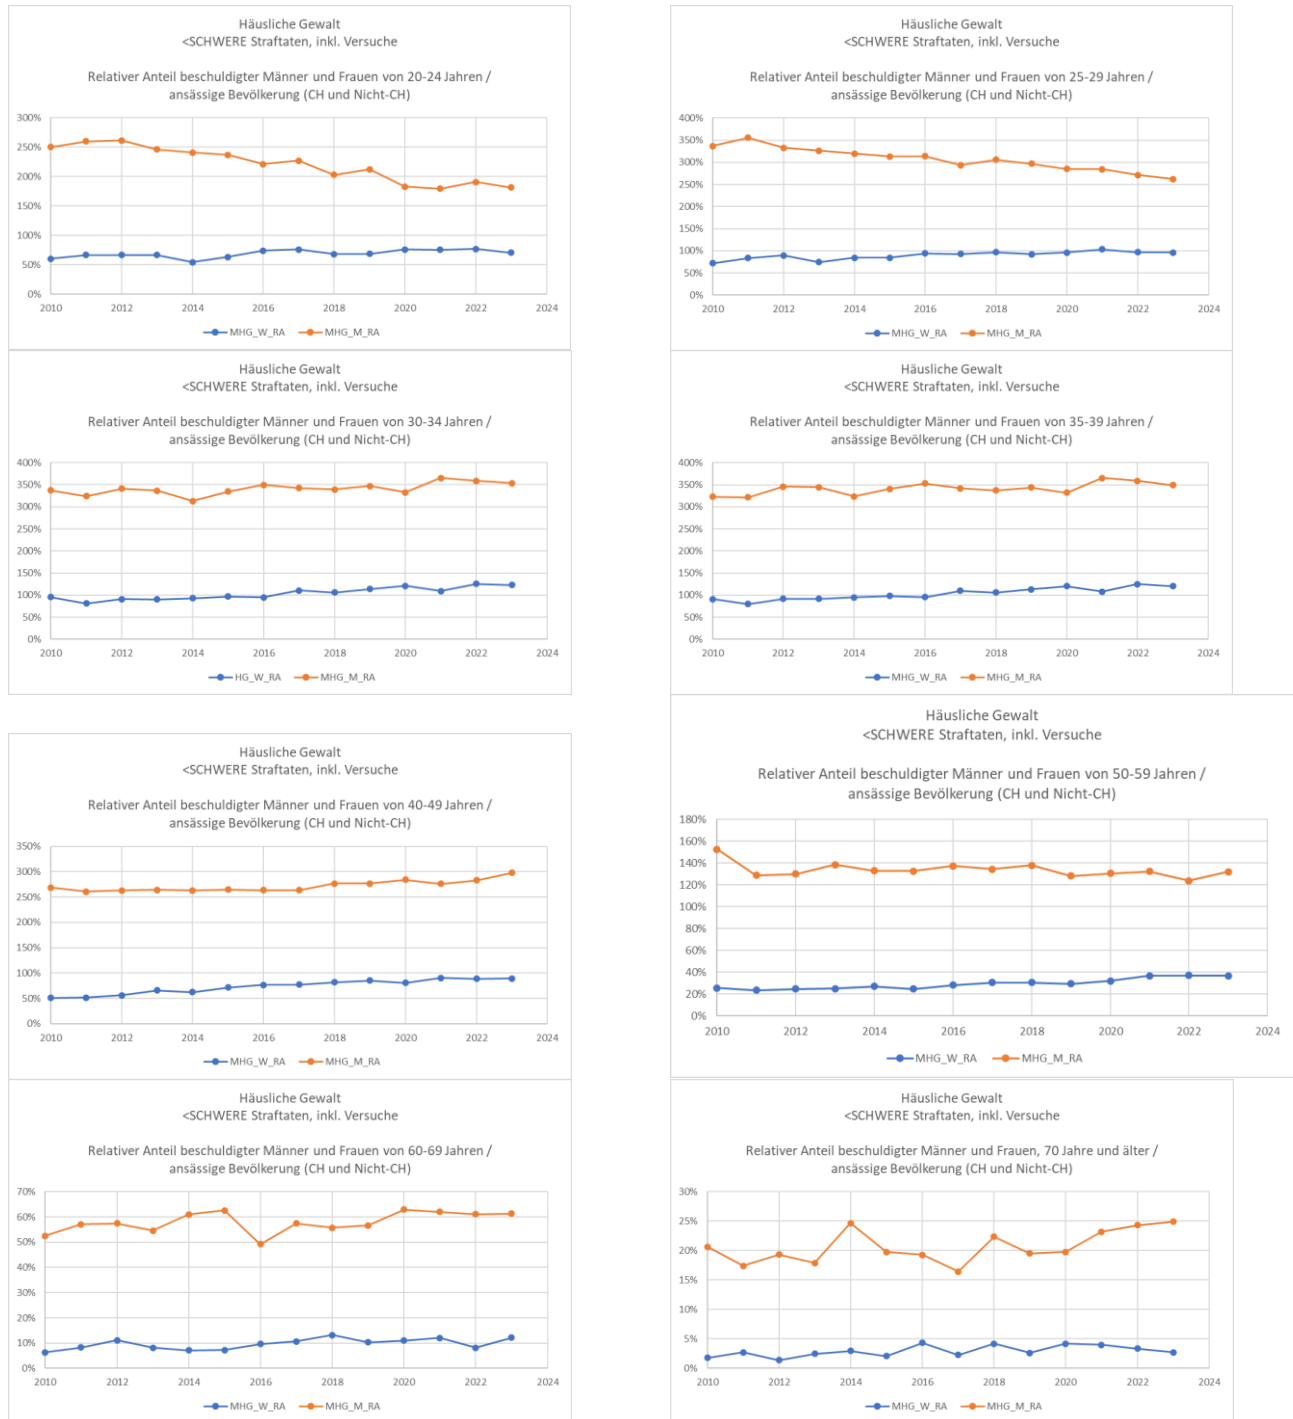 Häusliche Gewalt
<SCHWERE Straftaten, inkl. Versuche
Relativer Anteil beschuldigter Männer und Frauen von 20-24 Jahren /
ansässige Bevölkerung (CH und Nicht-CH)
300%
250%
200%
150%
100%
50%
0%
2010 2012 2014 2016 2018 2020 2022 2024
MHG_W_RA MHG_M_RA
Häusliche Gewalt
<SCHWERE Straftaten, inkl. Versuche
Relativer Anteil beschuldigter Männer und Frauen von 25-29 Jahren /
ansässige Bevölkerung (CH und Nicht-CH)
400%
350%
300%
250%
200%
150%
100%
50%
0%
2010 2012 2014 2016 2018 2020 2022 2024
MHG_W_RA MHG_M_RA
Häusliche Gewalt
<SCHWERE Straftaten, inkl. Versuche
Relativer Anteil beschuldigter Männer und Frauen von 30-34 Jahren /
ansässige Bevölkerung (CH und Nicht-CH)
400%
350%
300%
250%
200%
150%
100%
50%
0%
2010 2012 2014 2016 2018 2020 2022 2024
HG_W_RA MHG_M_RA
Häusliche Gewalt
<SCHWERE Straftaten, inkl. Versuche
Relativer Anteil beschuldigter Männer und Frauen von 35-39 Jahren /
ansässige Bevölkerung (CH und Nicht-CH)
400%
350%
300%
250%
200%
150%
100%
50%
0%
2010 2012 2014 2016 2018 2020 2022 2024
MHG_W_RA MHG_M_RA
Häusliche Gewalt
<SCHWERE Straftaten, inkl. Versuche
Relativer Anteil beschuldigter Männer und Frauen von 40-49 Jahren /
ansässige Bevölkerung (CH und Nicht-CH)
350%
300%
250%
200%
150%
100%
50%
0%
2010 2012 2014 2016 2018 2020 2022 2024
MHG_W_RA MHG_M_RA
Häusliche Gewalt
<SCHWERE Straftaten, inkl. Versuche
Relativer Anteil beschuldigter Männer und Frauen von 50-59 Jahren /
ansässige Bevölkerung (CH und Nicht-CH)
180%
160%
140%
120%
100%
80%
60%
40%
20%
0%
2010 2012 2014 2016 2018 2020 2022 2024
MHG_W_RA MHG_M_RA
Häusliche Gewalt
<SCHWERE Straftaten, inkl. Versuche
Relativer Anteil beschuldigter Männer und Frauen von 60-69 Jahren /
ansässige Bevölkerung (CH und Nicht-CH)
70%
60%
50%
40%
30%
20%
10%
0%
2010 2012 2014 2016 2018 2020 2022 2024
MHG_W_RA MHG_M_RA
Häusliche Gewalt
<SCHWERE Straftaten, inkl. Versuche
Relativer Anteil beschuldigter Männer und Frauen, 70 Jahre und älter /
ansässige Bevölkerung (CH und Nicht-CH)
30%
25%
20%
15%
10%
5%
0%
2010 2012 2014 2016 2018 2020 2022 2024
MHG_W_RA MHG_M_RA